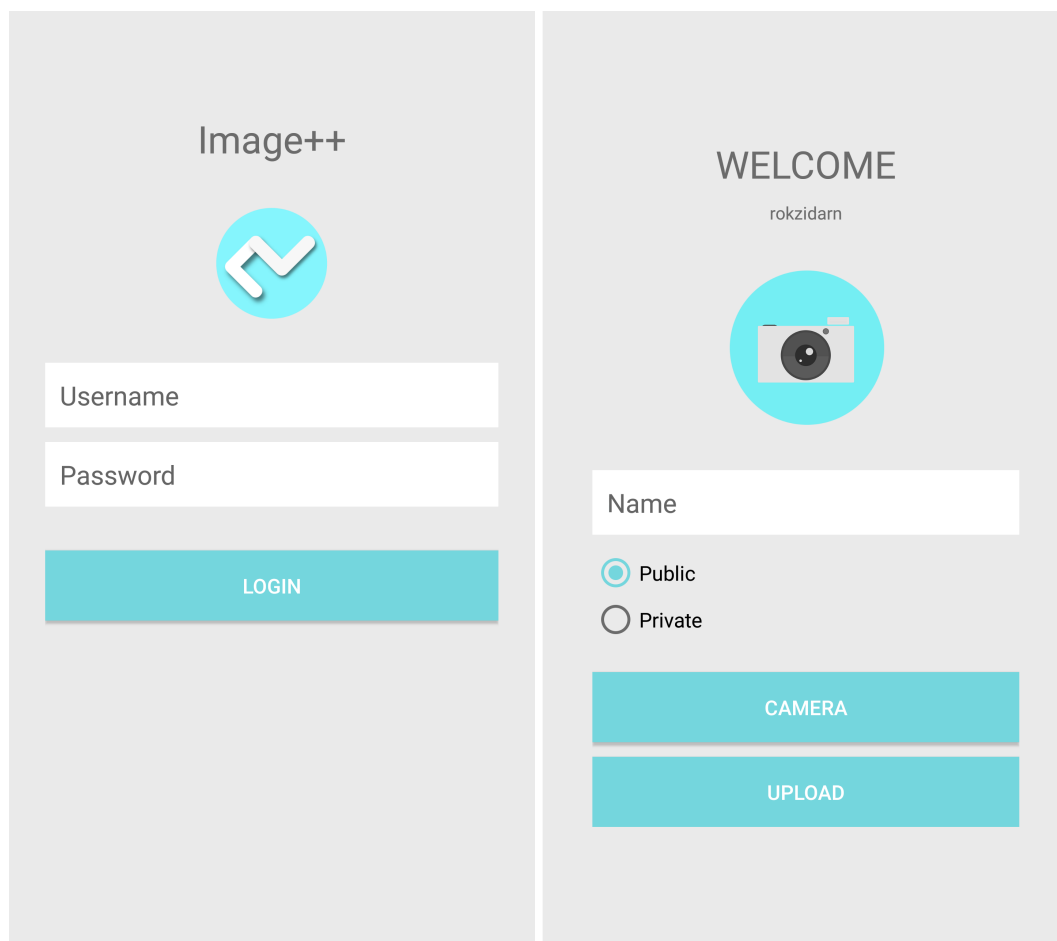 Image++
Username
Password
LOGIN
WELCOME
rokzidarn
Name
Public
Private
CAMERA
UPLOAD